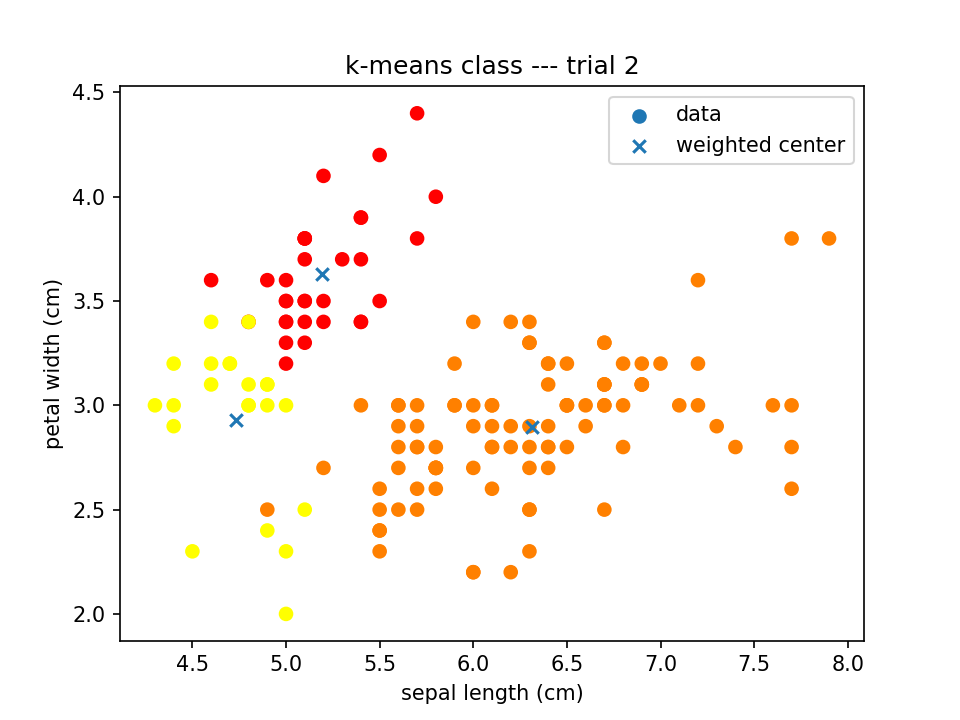 k-means class --- trial 2
data
weighted center
4.5
4.0
3.5
3.0
2.5
2.0
petal width (cm)
4.5 5.0 5.5 6.0 6.5 7.0 7.5 8.0
sepal length (cm)